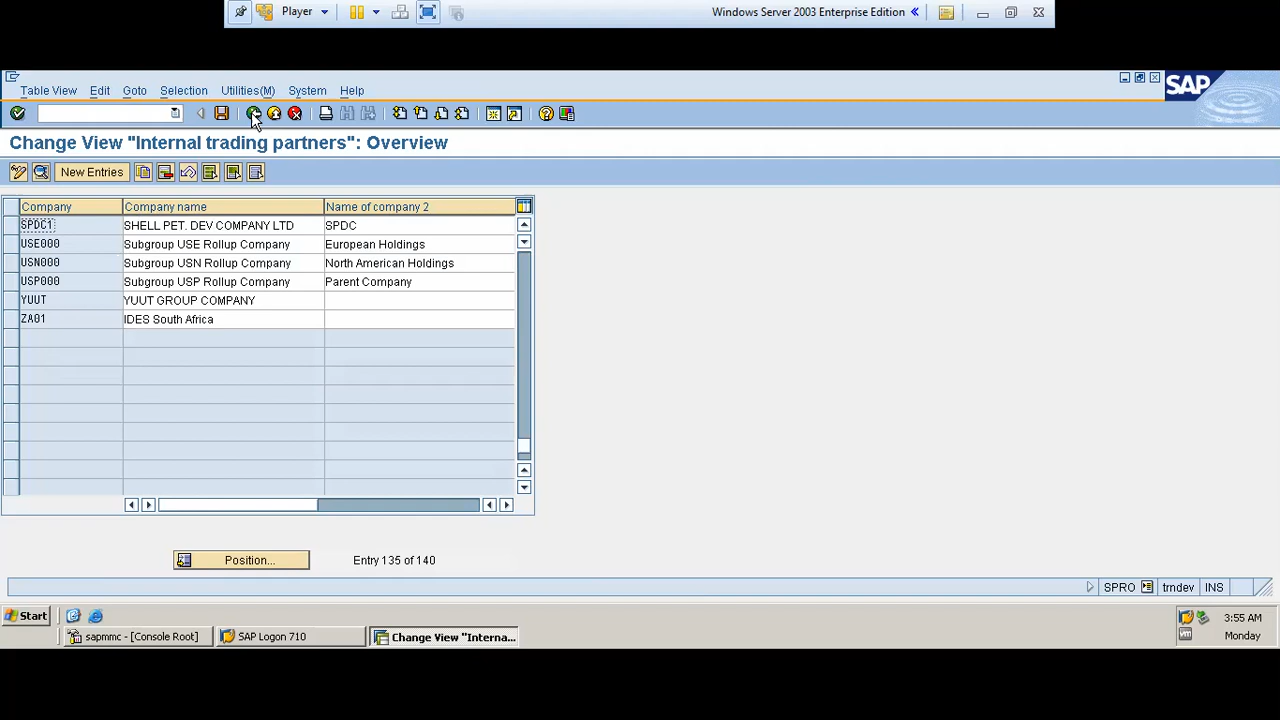 Player
Windows Server 2003 Enterprise Edition
Table View Edit Goto Selection Utilities(M) System Help
SAP
Change View "Internal trading partners": Overview
New Entries
Company Company name Name of company 2
SPDC1 SHELL PET. DEV COMPANY LTD SPDC
USE000 Subgroup USE Rollup Company European Holdings
USN000 Subgroup USN Rollup Company North American Holdings
USP000 Subgroup USP Rollup Company Parent Company
YUUT YUUT GROUP COMPANY
ZA01 IDES South Africa
Position... Entry 135 of 140
SPRO trndev INS
Start 3:55 AM
sapmmc - [Console Root] SAP Logon 710 Change View "Interna... Monday